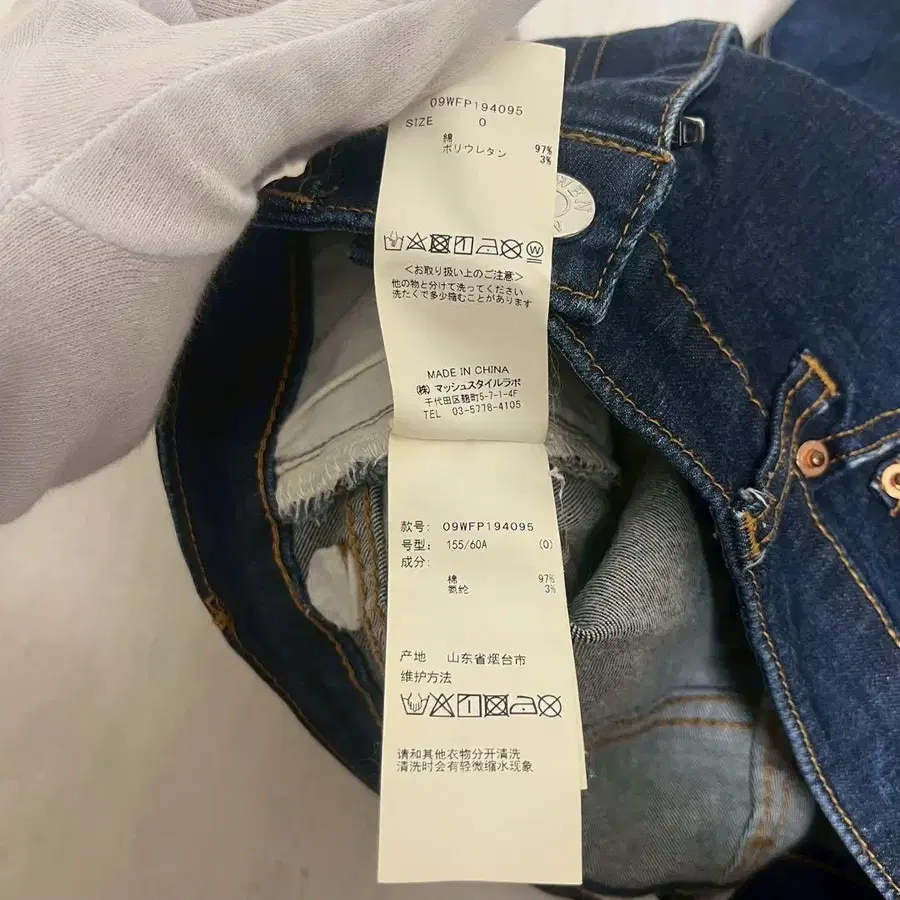 09WFP194095
SIZE 0
綿 97%
ポリウレタン 3%
<お取り扱い上のご注意>
他の物と分けて洗ってください
洗たくで多少縮むことがあります
MADE IN CHINA
(株) マッシュスタイルラボ
千代田区麹町5-7-1-4F
TEL 03-5778-4105
款号: 09WFP194095
号型: 155/60A (0)
成分:
棉 97%
氨纶 3%
产地 山东省烟台市
维护方法
请和其他衣物分开清洗
清洗时会有轻微缩水现象